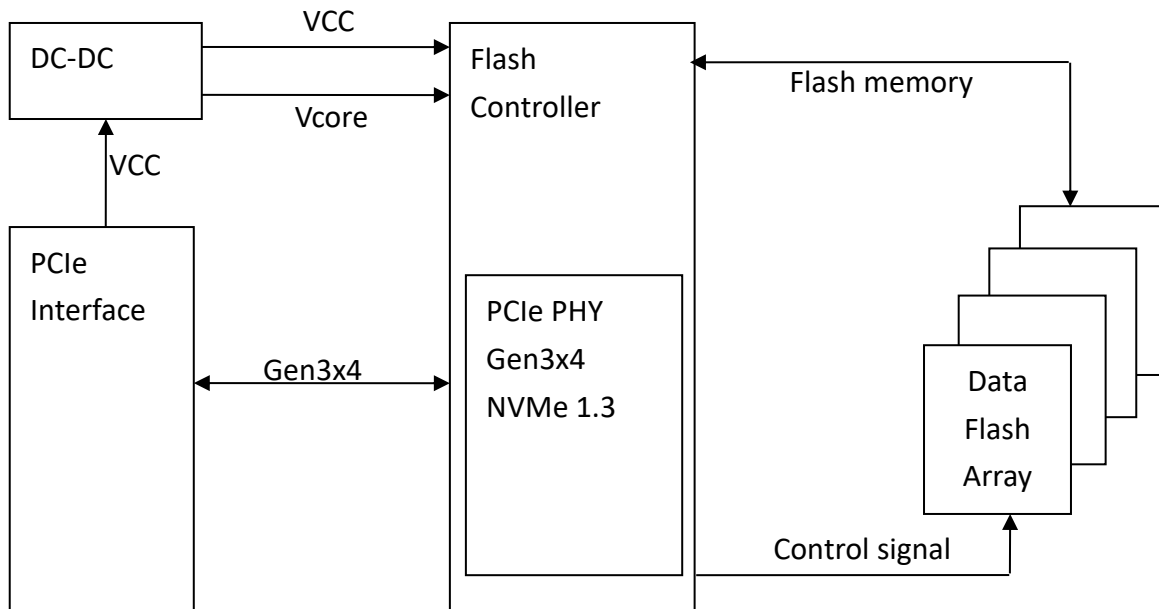 DC-DC
VCC
Vcore
VCC
Flash
Controller
Flash memory
PCIe
Interface
Gen3x4
PCIe PHY
Gen3x4
NVMe 1.3
Data
Flash
Array
Control signal